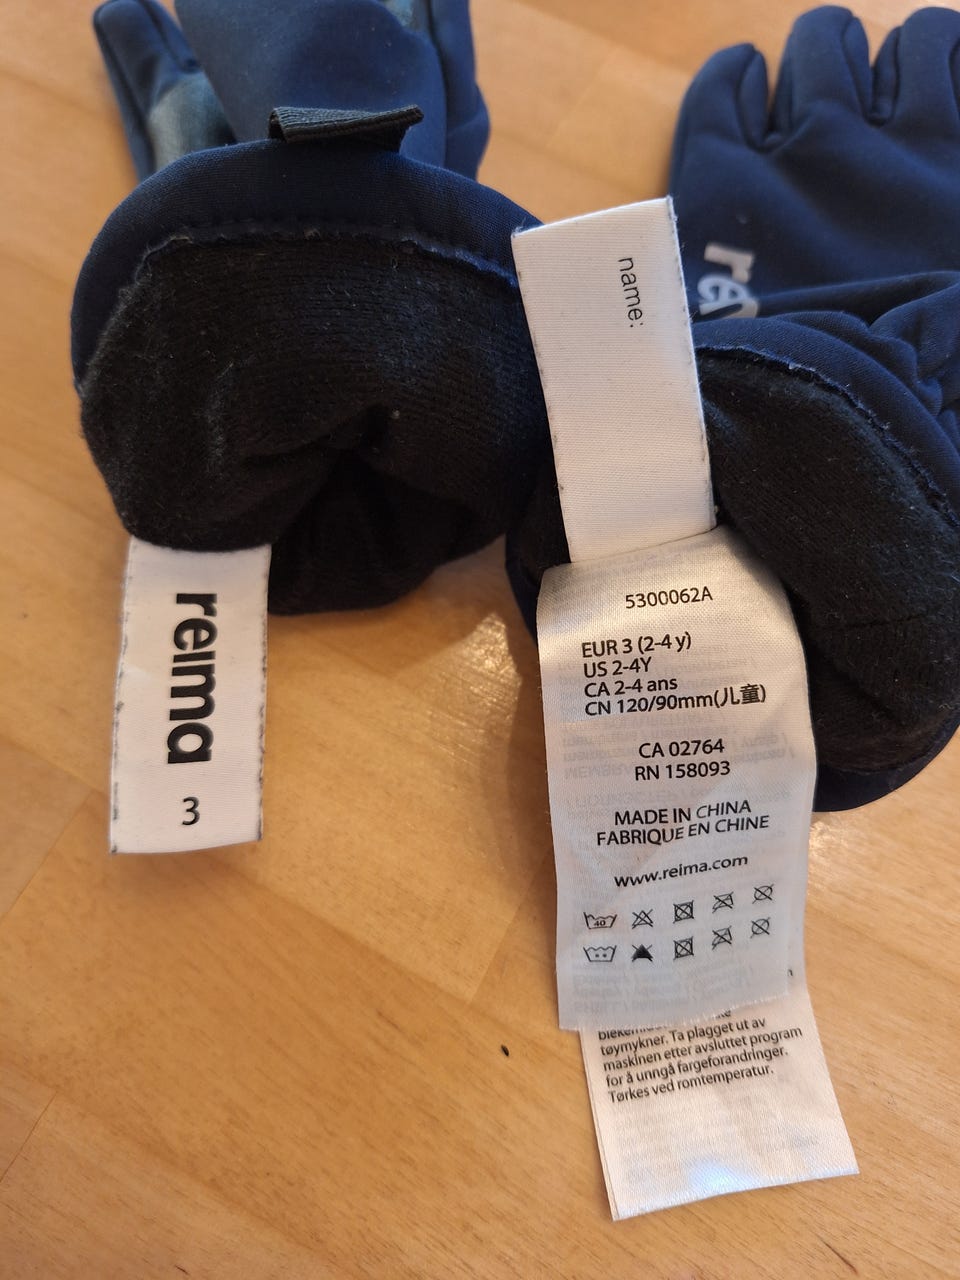 re
name:
reima
3
5300062A
EUR 3 (2-4 y)
US 2-4Y
CA 2-4 ans
CN 120/90mm(儿童)
CA 02764
RN 158093
MADE IN CHINA
FABRIQUE EN CHINE
www.reima.com
40
tøymykner. Ta plagget ut av
maskinen etter avsluttet program
for å unngå fargeforandringer.
Tørkes ved romtemperatur.